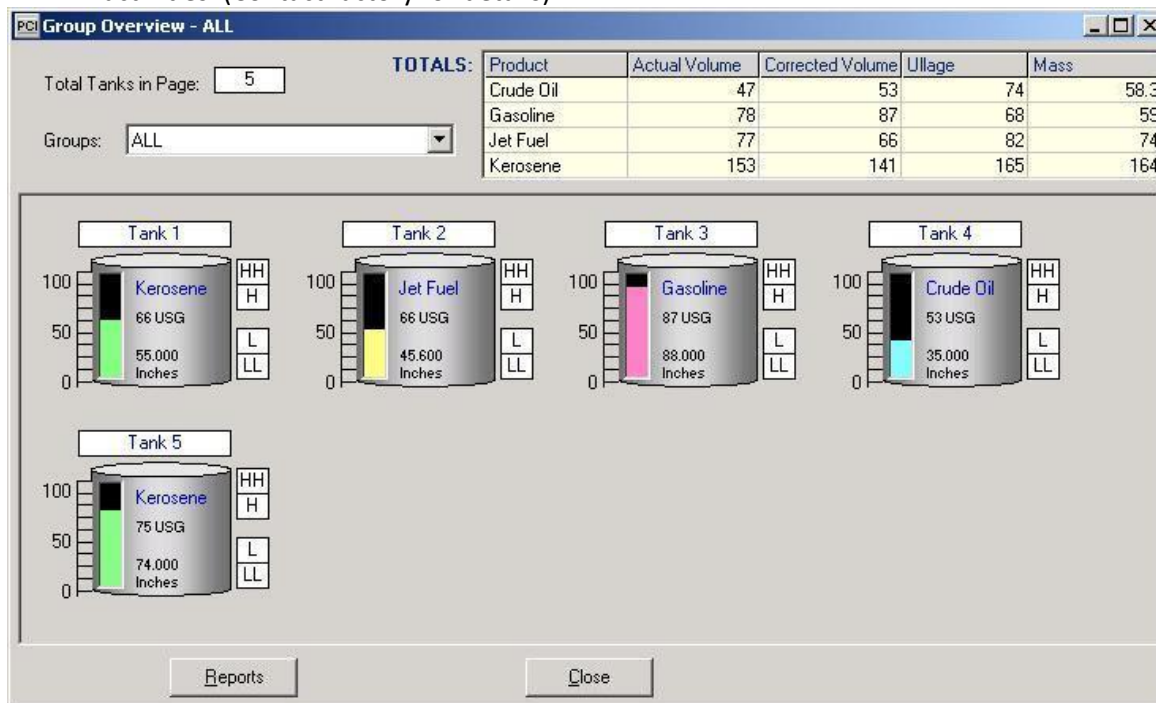 PCI Group Overview - ALL
Total Tanks in Page: 5
Groups: ALL
TOTALS:
Product Actual Volume Corrected Volume Ullage Mass
Crude Oil 47 53 74 58.3
Gasoline 78 87 68 59
Jet Fuel 77 66 82 74
Kerosene 153 141 165 164
Tank 1
100
50
0
Kerosene
66 USG
55.000
Inches
HH
H
L
LL
Tank 2
100
50
0
Jet Fuel
66 USG
45.600
Inches
HH
H
L
LL
Tank 3
100
50
0
Gasoline
87 USG
88.000
Inches
HH
H
L
LL
Tank 4
100
50
0
Crude Oil
53 USG
35.000
Inches
HH
H
L
LL
Tank 5
100
50
0
Kerosene
75 USG
74.000
Inches
HH
H
L
LL
Reports
Close